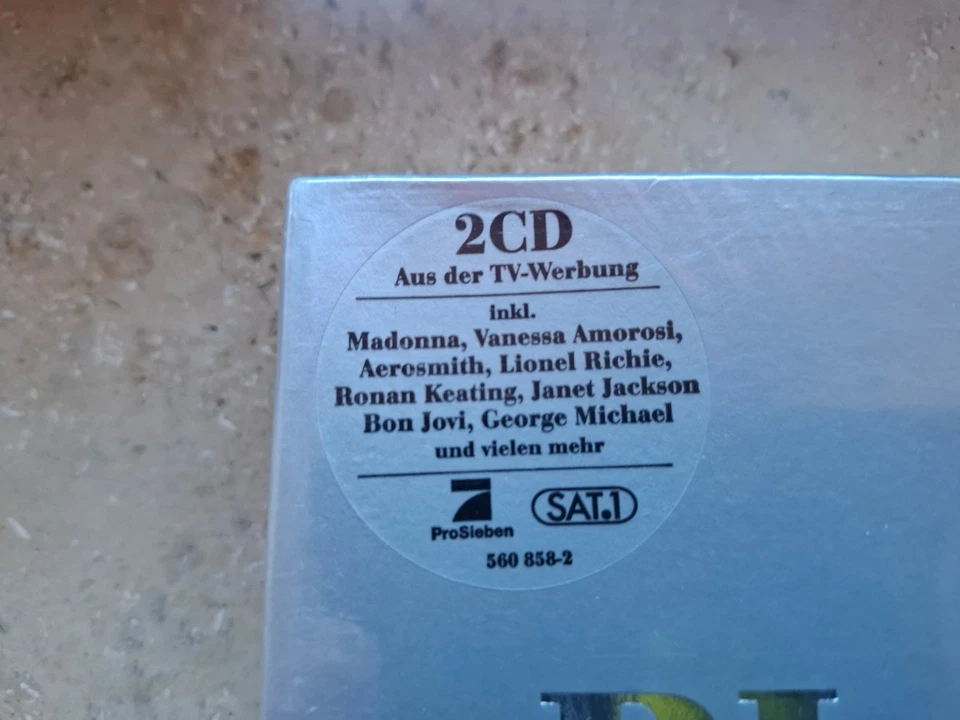 2CD
Aus der TV-Werbung
inkl.
Madonna, Vanessa Amorosi,
Aerosmith, Lionel Richie,
Ronan Keating, Janet Jackson
Bon Jovi, George Michael
und vielen mehr
ProSieben
SAT.1
560 858-2